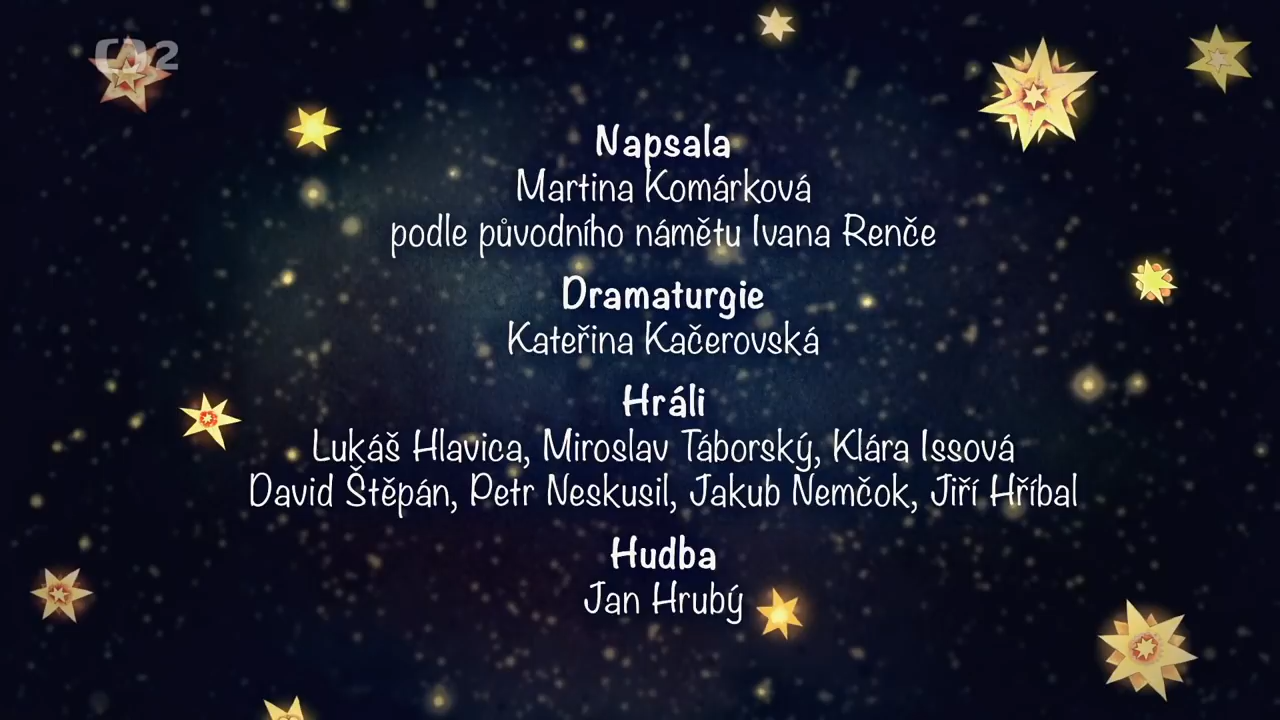 2
Napsala
Martina Komárková
podle původního námětu Ivana Renče
Dramaturgie
Kateřina Kačerovská
Hráli
Lukáš Hlavica, Miroslav Táborský, Klára Issová
David Štěpán, Petr Neskusil, Jakub Nemčok, Jiří Hříbal
Hudba
Jan Hrubý